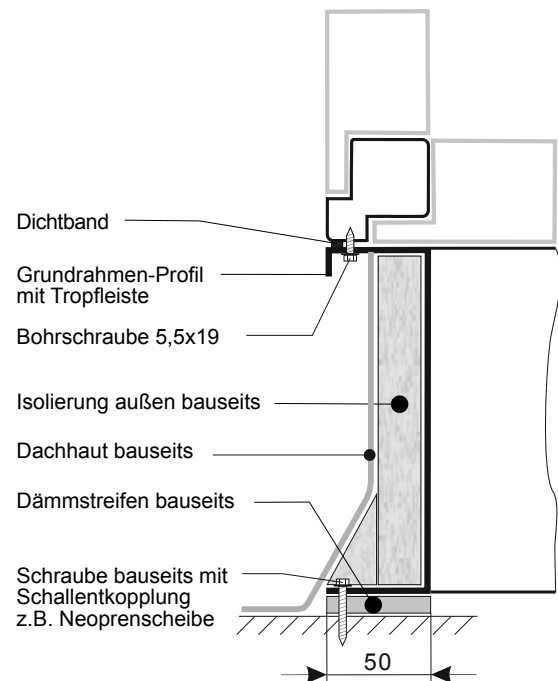 Dichtband
Grundrahmen-Profil
mit Tropfleiste
Bohrschraube 5,5x19
Isolierung außen bauseits
Dachhaut bauseits
Dämmstreifen bauseits
Schraube bauseits mit
Schallentkopplung
z.B. Neoprenscheibe
50